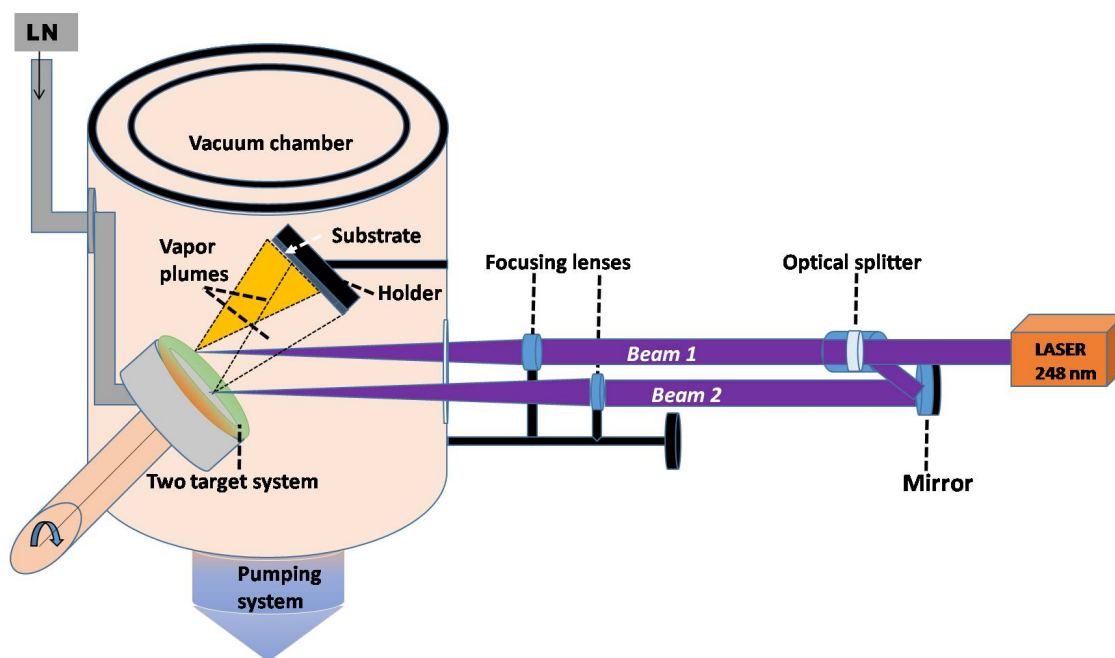 LN
Vacuum chamber
Substrate
Vapor
plumes
Holder
Focusing lenses
Optical splitter
Beam 1
LASER
248 nm
Beam 2
Two target system
Mirror
Pumping
system